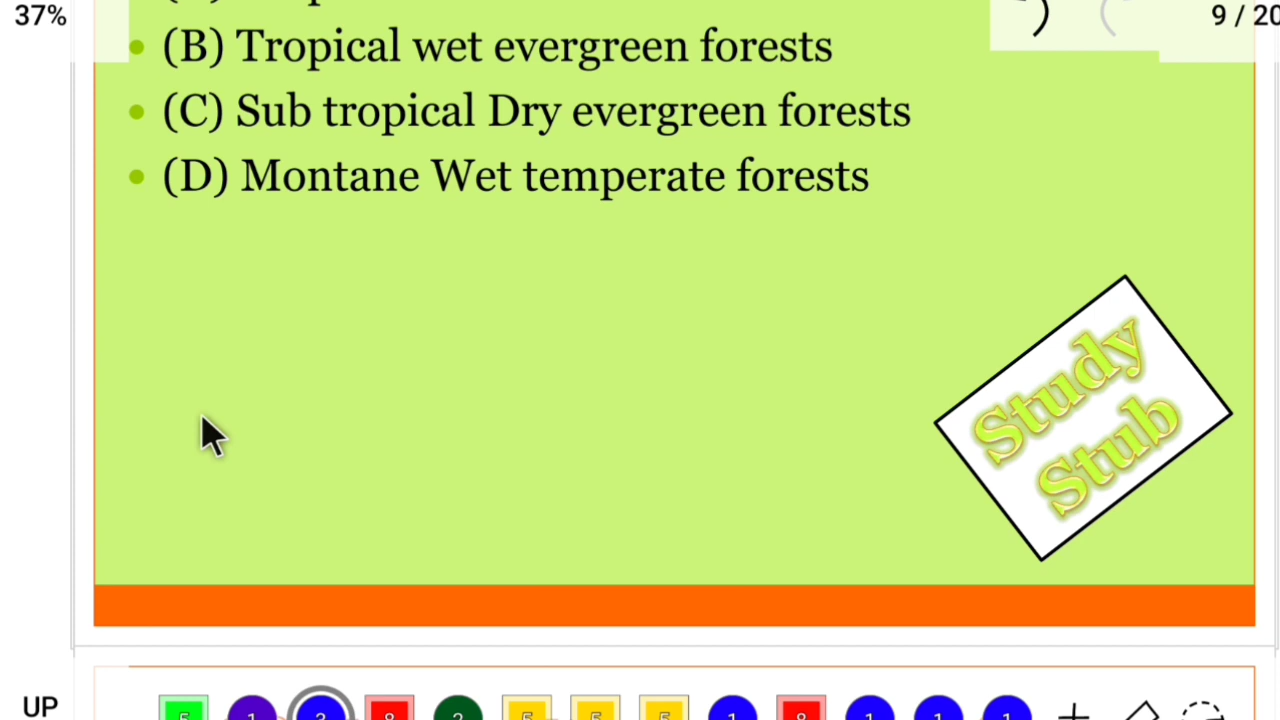 37%
9 / 20
(B) Tropical wet evergreen forests
(C) Sub tropical Dry evergreen forests
(D) Montane Wet temperate forests
Study
Stub
UP